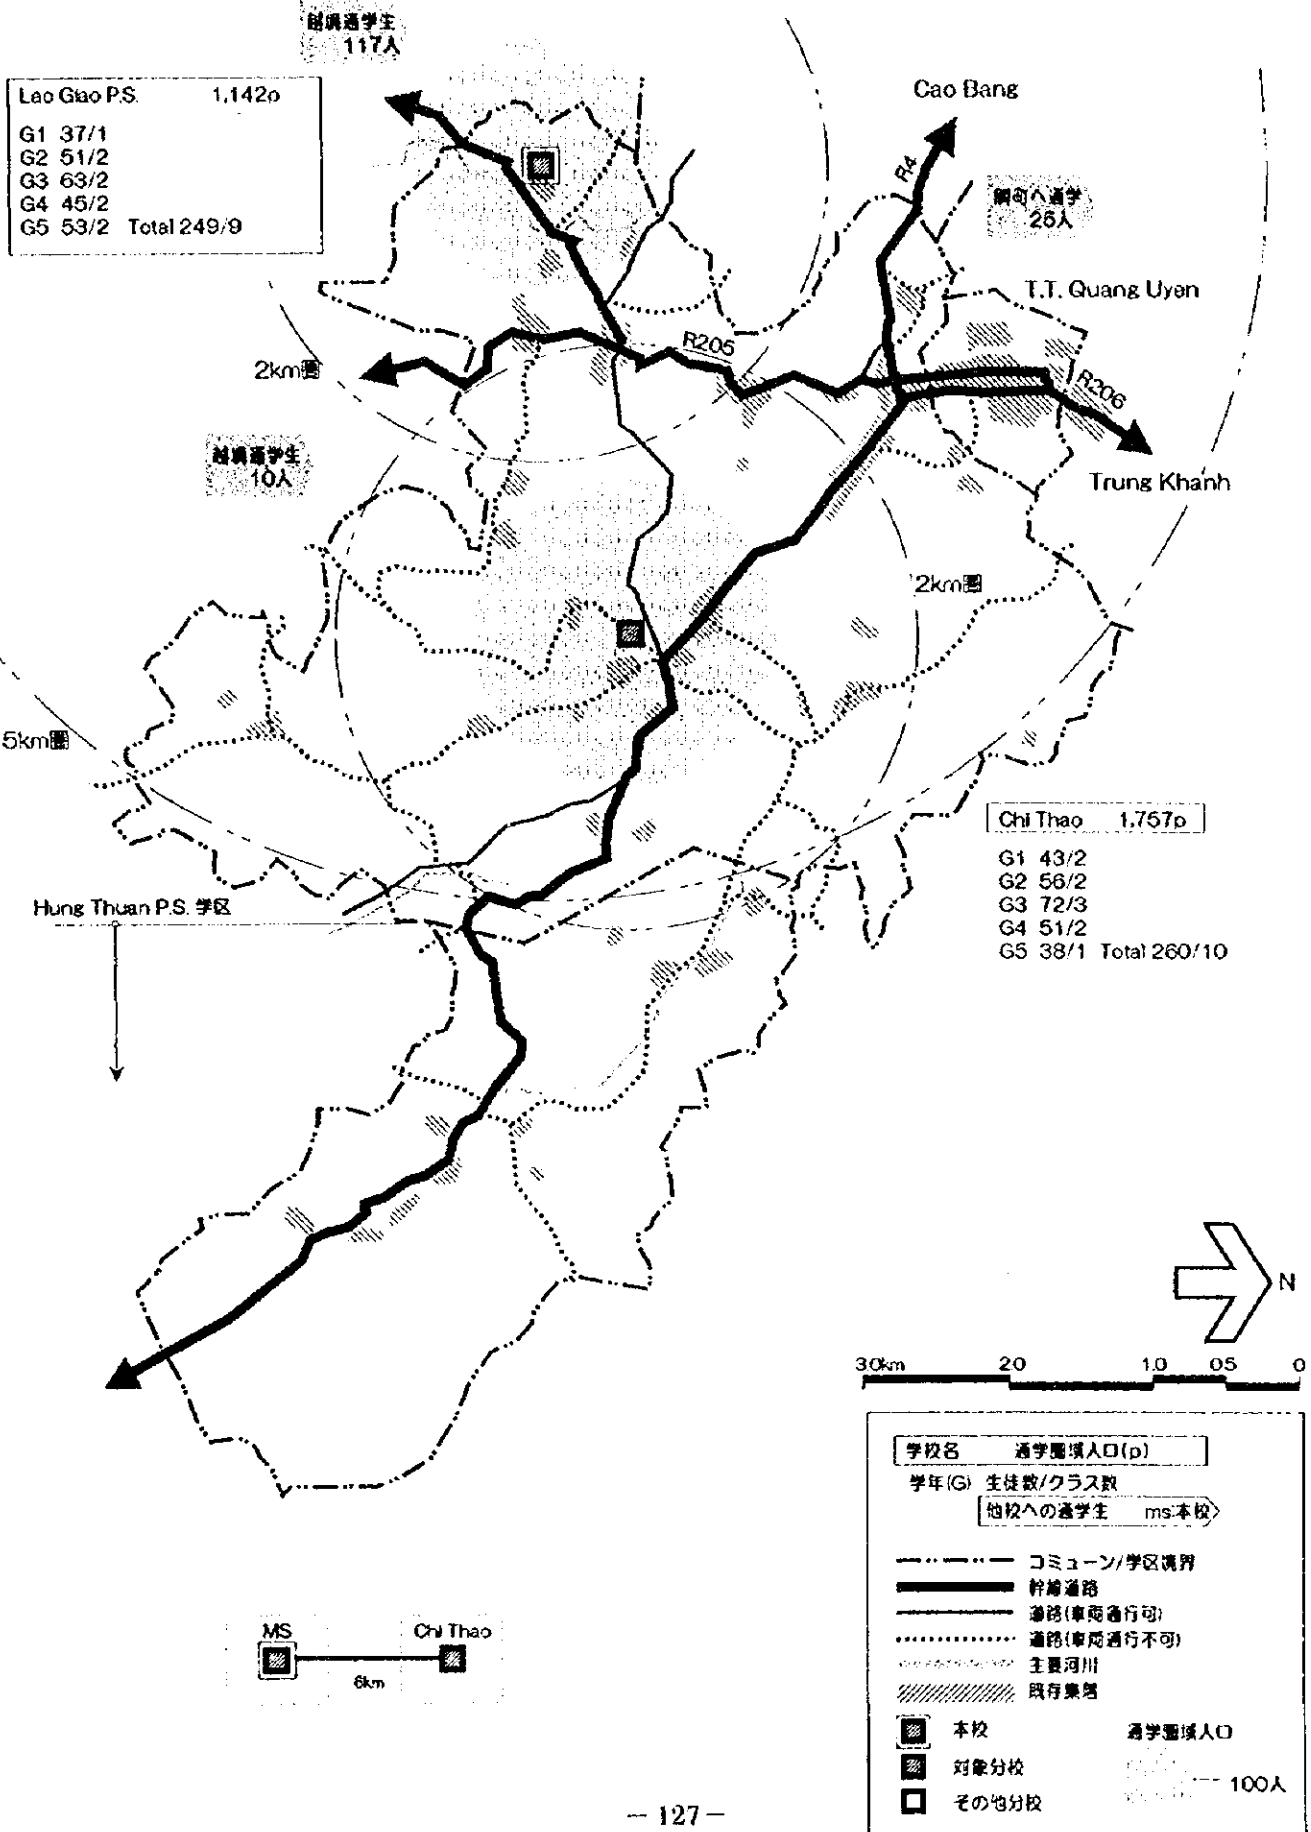 越境通学生
117人
Lao Giao P.S. 1,142p
G1 37/1
G2 51/2
G3 63/2
G4 45/2
G5 53/2 Total 249/9
Cao Bang
R4
へ通学
26人
T.T. Quang Uyen
R205
2km圏
R206
越境通学生
10人
Trung Khanh
2km圏
5km圏
Chi Thao 1,757p
G1 43/2
G2 56/2
G3 72/3
G4 51/2
G5 38/1 Total 260/10
Hung Thuan P.S. 学区
N
3.0km 2.0 1.0 0.5 0
学校名 通学圏域人口(p)
学年(G) 生徒数/クラス数
他校への通学生 ms:本校
コミューン/学区境界
幹線道路
道路(車両通行可)
道路(車両通行不可)
主要河川
既存集落
本校 通学圏域人口
対象分校
100人
その他分校
MS Chi Thao
6km
- 127 -